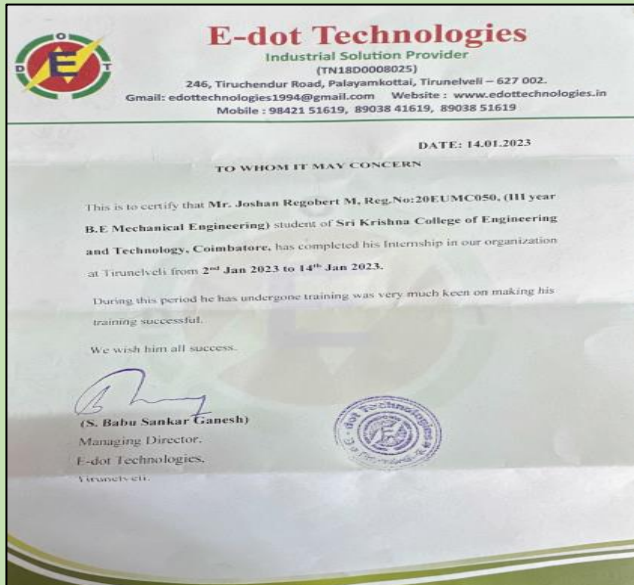 O
D E T
E-dot Technologies
Industrial Solution Provider
(TN18D0008025)
246, Tiruchendur Road, Palayamkottai, Tirunelveli – 627 002.
Gmail: edottechnologies1994@gmail.com Website : www.edottechnologies.in
Mobile : 98421 51619, 89038 41619, 89038 51619
DATE: 14.01.2023
TO WHOM IT MAY CONCERN
This is to certify that Mr. Joshan Regobert M, Reg.No:20EUMC050, (III year
B.E Mechanical Engineering) student of Sri Krishna College of Engineering
and Technology, Coimbatore, has completed his Internship in our organization
at Tirunelveli from 2nd Jan 2023 to 14th Jan 2023.
During this period he has undergone training was very much keen on making his
training successful.
We wish him all success.
(S. Babu Sankar Ganesh)
Managing Director,
E-dot Technologies,
Tirunelveli.
E-dot Technologies